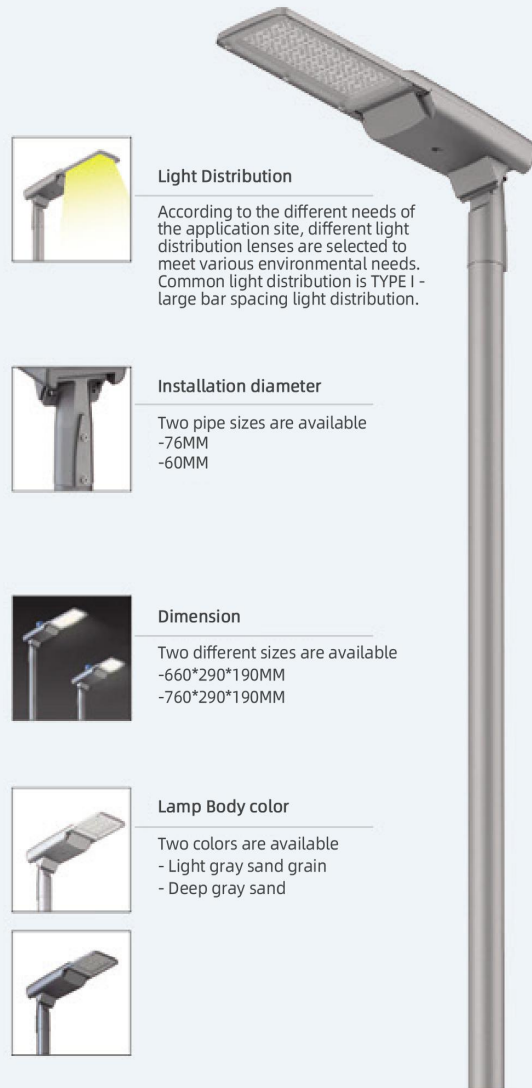 Light Distribution
According to the different needs of
the application site, different light
distribution lenses are selected to
meet various environmental needs.
Common light distribution is TYPE I -
large bar spacing light distribution.
Installation diameter
Two pipe sizes are available
-76MM
-60MM
Dimension
Two different sizes are available
-660*290*190MM
-760*290*190MM
Lamp Body color
Two colors are available
- Light gray sand grain
- Deep gray sand